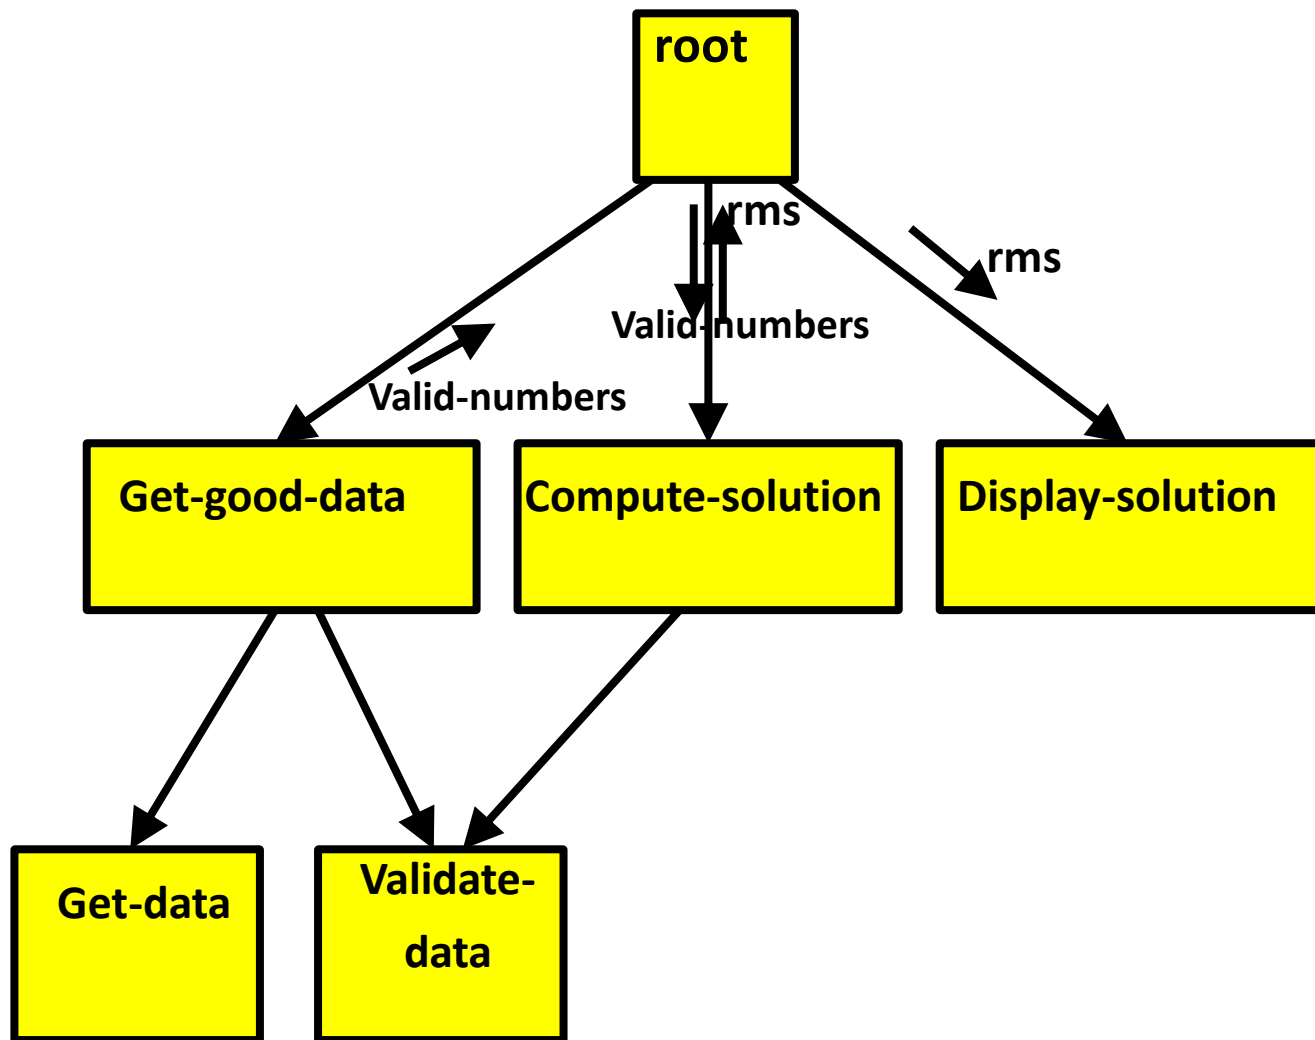 root
rms
rms
Valid-numbers
Valid-numbers
Get-good-data
Compute-solution
Display-solution
Get-data
Validate-
data